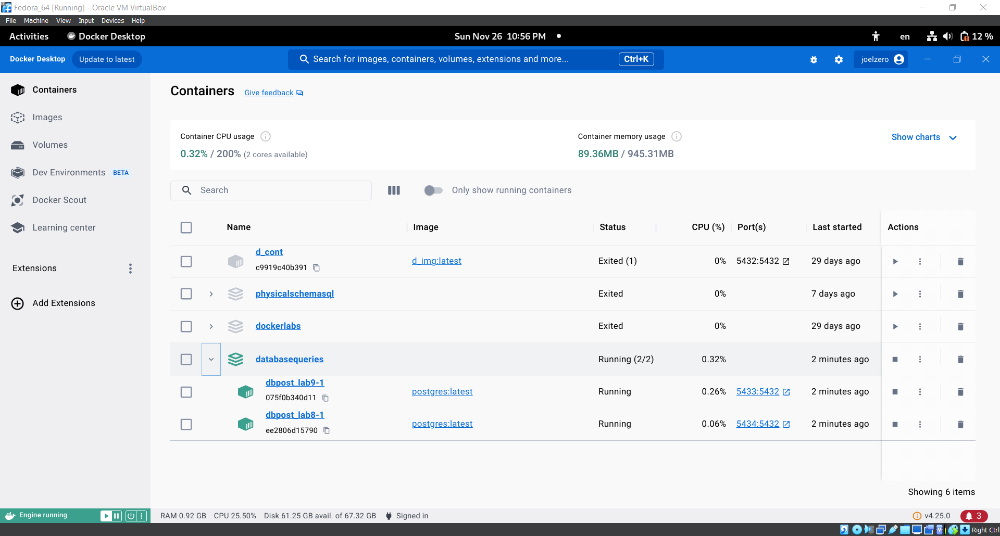 Fedora_64 [Running] - Oracle VM VirtualBox
File Machine View Input Devices Help
Activities Docker Desktop Sun Nov 26 10:56 PM en 12 %
Docker Desktop Update to latest Search for images, containers, volumes, extensions and more... Ctrl+K joelzero
Containers
Images
Volumes
Dev Environments BETA
Docker Scout
Learning center
Extensions
Add Extensions
Containers Give feedback
Container CPU usage
0.32% / 200% (2 cores available)
Container memory usage
89.36MB / 945.31MB
Show charts
Search Only show running containers
Name Image Status CPU (%) Port(s) Last started Actions
d_cont
c9919c40b391
d_img:latest Exited (1) 0% 5432:5432 29 days ago
physicalschemasql Exited 0% 7 days ago
dockerlabs Exited 0% 29 days ago
databasequeries Running (2/2) 0.32% 2 minutes ago
dbpost_lab9-1
075f0b340d11
postgres:latest Running 0.26% 5433:5432 2 minutes ago
dbpost_lab8-1
ee2806d15790
postgres:latest Running 0.06% 5434:5432 2 minutes ago
Showing 6 items
Engine running RAM 0.92 GB CPU 25.50% Disk 61.25 GB avail. of 67.32 GB Signed in v4.25.0 3
Right Ctrl